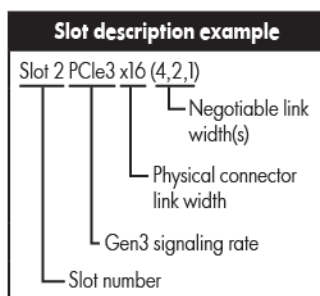 Slot description example
Slot 2 PCIe3 x16 (4,2,1)
Negotiable link
width(s)
Physical connector
link width
Gen3 signaling rate
Slot number